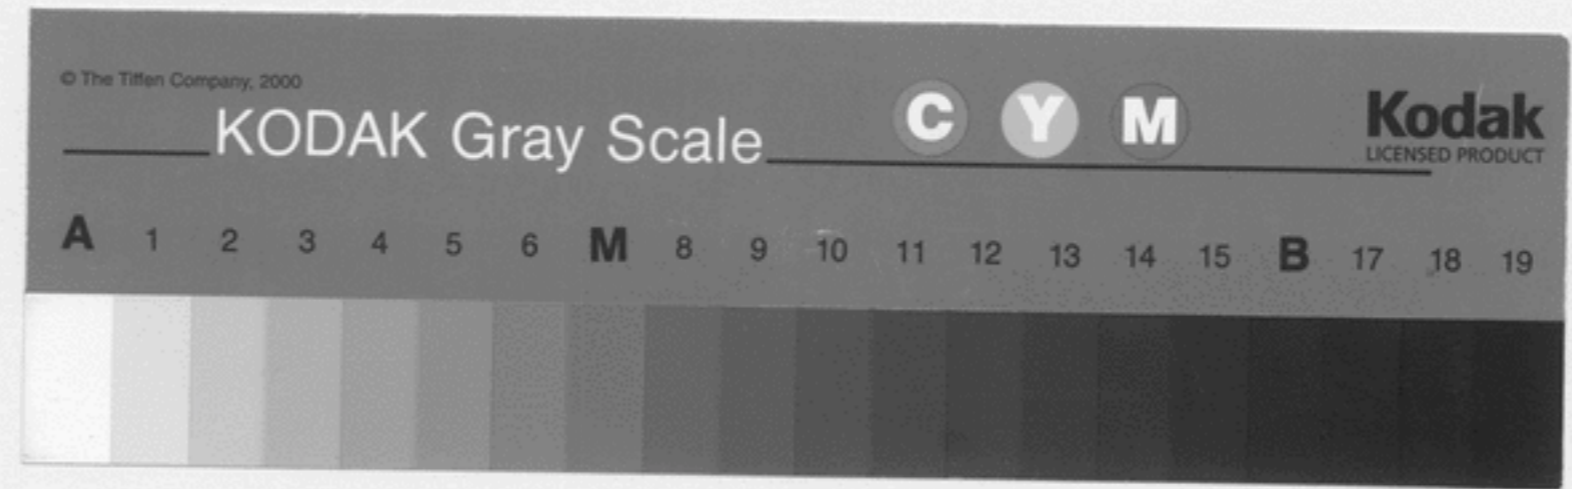 © The Tiffen Company, 2000
KODAK Gray Scale
C Y M
Kodak
LICENSED PRODUCT
A 1 2 3 4 5 6 M 8 9 10 11 12 13 14 15 B 17 18 19